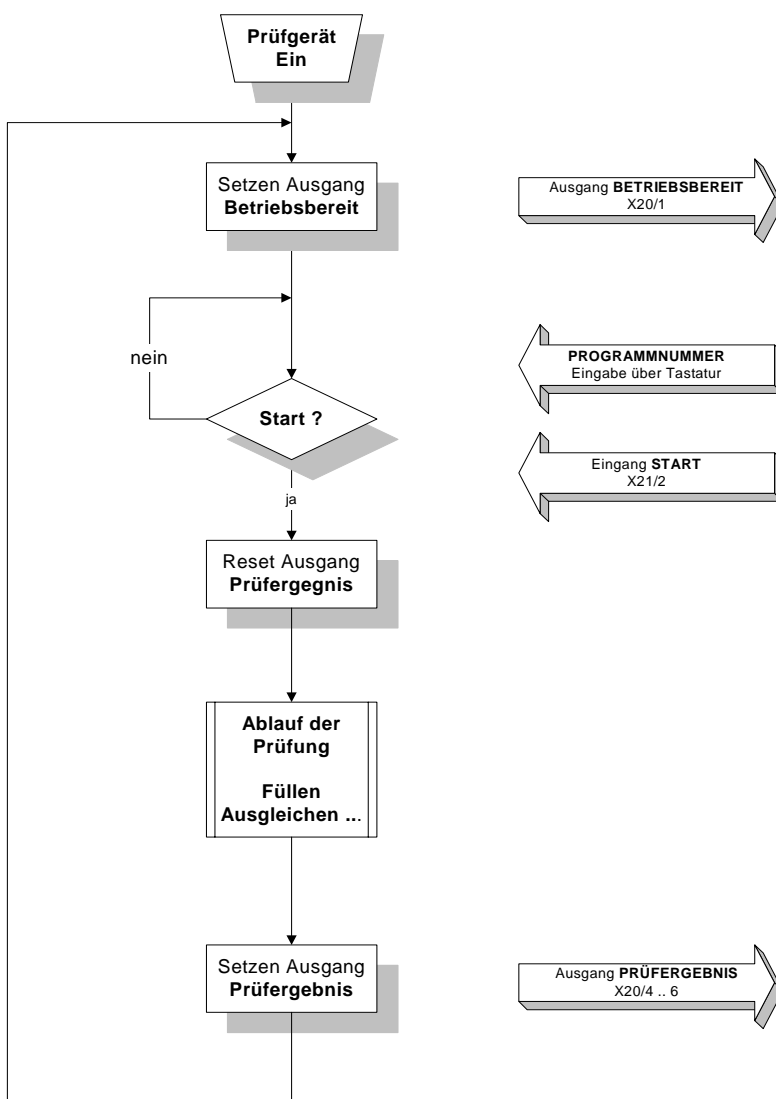 Prüfgerät
Ein
Setzen Ausgang
Betriebsbereit
Ausgang BETRIEBSBEREIT
X20/1
nein
PROGRAMMNUMMER
Eingabe über Tastatur
Start ?
Eingang START
X21/2
ja
Reset Ausgang
Prüfergegnis
Ablauf der
Prüfung
Füllen
Ausgleichen ...
Setzen Ausgang
Prüfergebnis
Ausgang PRÜFERGEBNIS
X20/4 .. 6